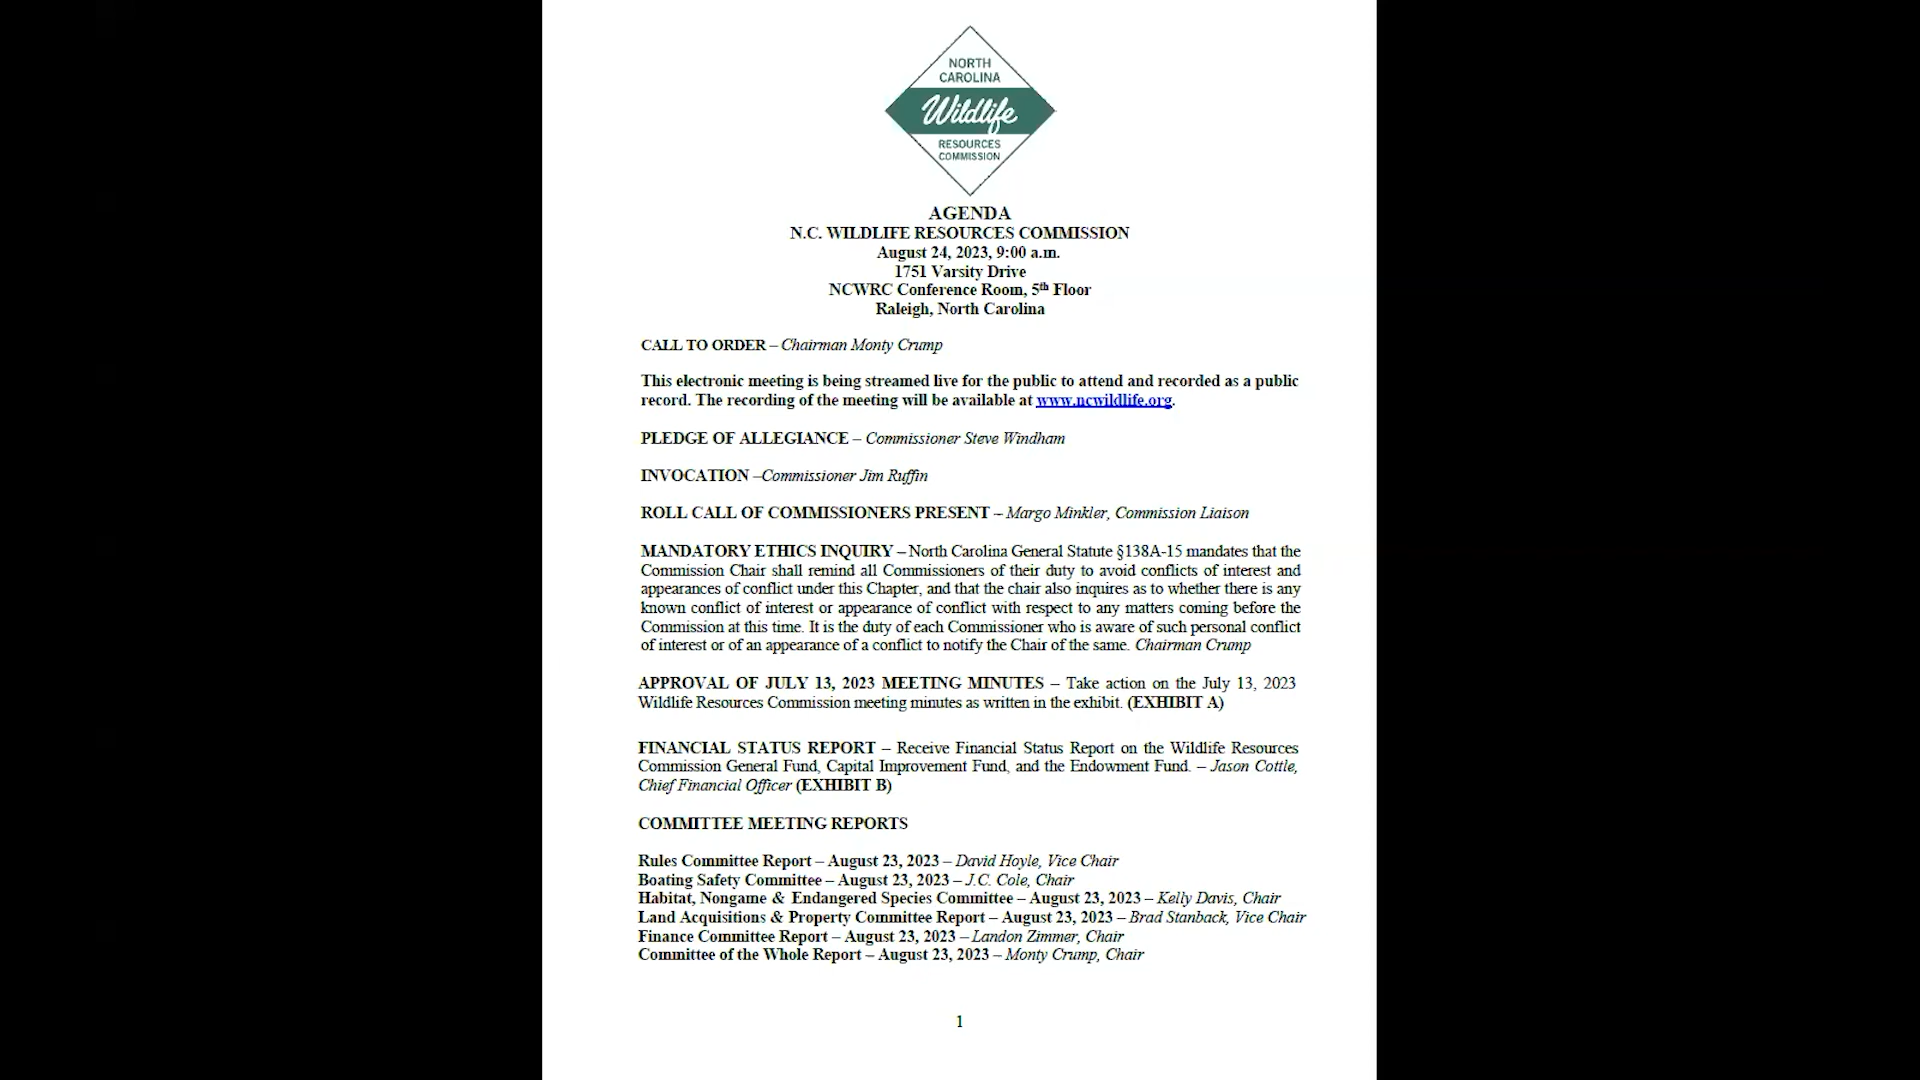 NORTH
CAROLINA
Wildlife
RESOURCES
COMMISSION
AGENDA
N.C. WILDLIFE RESOURCES COMMISSION
August 24, 2023, 9:00 a.m.
1751 Varsity Drive
NCWRC Conference Room, 5th Floor
Raleigh, North Carolina
CALL TO ORDER – Chairman Monty Crump
This electronic meeting is being streamed live for the public to attend and recorded as a public
record. The recording of the meeting will be available at www.ncwildlife.org.
PLEDGE OF ALLEGIANCE – Commissioner Steve Windham
INVOCATION –Commissioner Jim Ruffin
ROLL CALL OF COMMISSIONERS PRESENT – Margo Minkler, Commission Liaison
MANDATORY ETHICS INQUIRY – North Carolina General Statute §138A-15 mandates that the
Commission Chair shall remind all Commissioners of their duty to avoid conflicts of interest and
appearances of conflict under this Chapter, and that the chair also inquires as to whether there is any
known conflict of interest or appearance of conflict with respect to any matters coming before the
Commission at this time. It is the duty of each Commissioner who is aware of such personal conflict
of interest or of an appearance of a conflict to notify the Chair of the same. Chairman Crump
APPROVAL OF JULY 13, 2023 MEETING MINUTES – Take action on the July 13, 2023
Wildlife Resources Commission meeting minutes as written in the exhibit. (EXHIBIT A)
FINANCIAL STATUS REPORT – Receive Financial Status Report on the Wildlife Resources
Commission General Fund, Capital Improvement Fund, and the Endowment Fund. – Jason Cottle,
Chief Financial Officer (EXHIBIT B)
COMMITTEE MEETING REPORTS
Rules Committee Report – August 23, 2023 – David Hoyle, Vice Chair
Boating Safety Committee – August 23, 2023 – J.C. Cole, Chair
Habitat, Nongame & Endangered Species Committee – August 23, 2023 – Kelly Davis, Chair
Land Acquisitions & Property Committee Report – August 23, 2023 – Brad Stanback, Vice Chair
Finance Committee Report – August 23, 2023 – Landon Zimmer, Chair
Committee of the Whole Report – August 23, 2023 – Monty Crump, Chair
1